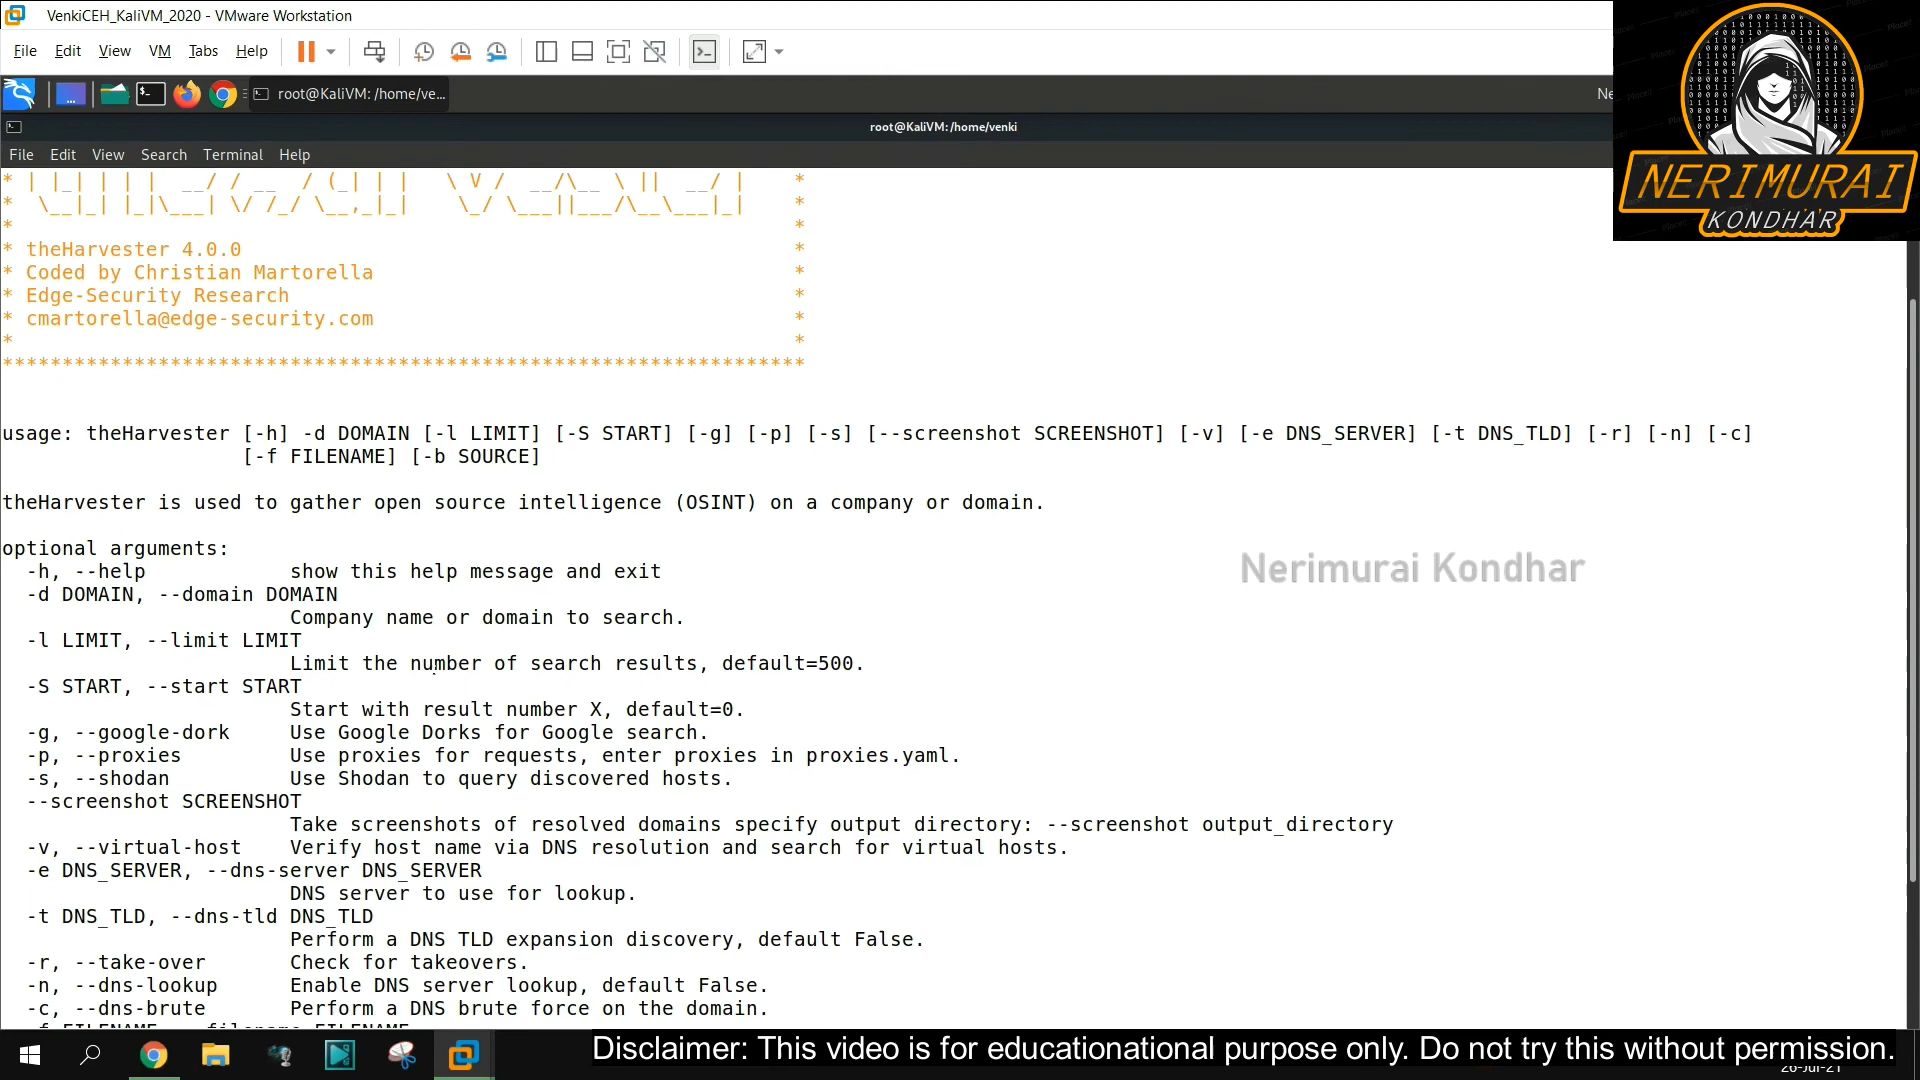 VenkiCEH_KaliVM_2020 - VMware Workstation
File Edit View VM Tabs Help
root@KaliVM: /home/ve...
Ne
root@KaliVM: /home/venki
File Edit View Search Terminal Help
NERIMURAI
KONDHAR
* theHarvester 4.0.0 *
* Coded by Christian Martorella *
* Edge-Security Research *
* cmartorella@edge-security.com *
* *
*******************************************************************
usage: theHarvester [-h] -d DOMAIN [-l LIMIT] [-S START] [-g] [-p] [-s] [--screenshot SCREENSHOT] [-v] [-e DNS_SERVER] [-t DNS_TLD] [-r] [-n] [-c]
[-f FILENAME] [-b SOURCE]
theHarvester is used to gather open source intelligence (OSINT) on a company or domain.
optional arguments:
-h, --help show this help message and exit
-d DOMAIN, --domain DOMAIN
Company name or domain to search.
-l LIMIT, --limit LIMIT
Limit the number of search results, default=500.
-S START, --start START
Start with result number X, default=0.
-g, --google-dork Use Google Dorks for Google search.
-p, --proxies Use proxies for requests, enter proxies in proxies.yaml.
-s, --shodan Use Shodan to query discovered hosts.
--screenshot SCREENSHOT
Take screenshots of resolved domains specify output directory: --screenshot output_directory
-v, --virtual-host Verify host name via DNS resolution and search for virtual hosts.
-e DNS_SERVER, --dns-server DNS_SERVER
DNS server to use for lookup.
-t DNS_TLD, --dns-tld DNS_TLD
Perform a DNS TLD expansion discovery, default False.
-r, --take-over Check for takeovers.
-n, --dns-lookup Enable DNS server lookup, default False.
-c, --dns-brute Perform a DNS brute force on the domain.
-f FILENAME, --filename FILENAME
Nerimurai Kondhar
Disclaimer: This video is for educationational purpose only. Do not try this without permission.
26-Jul-21